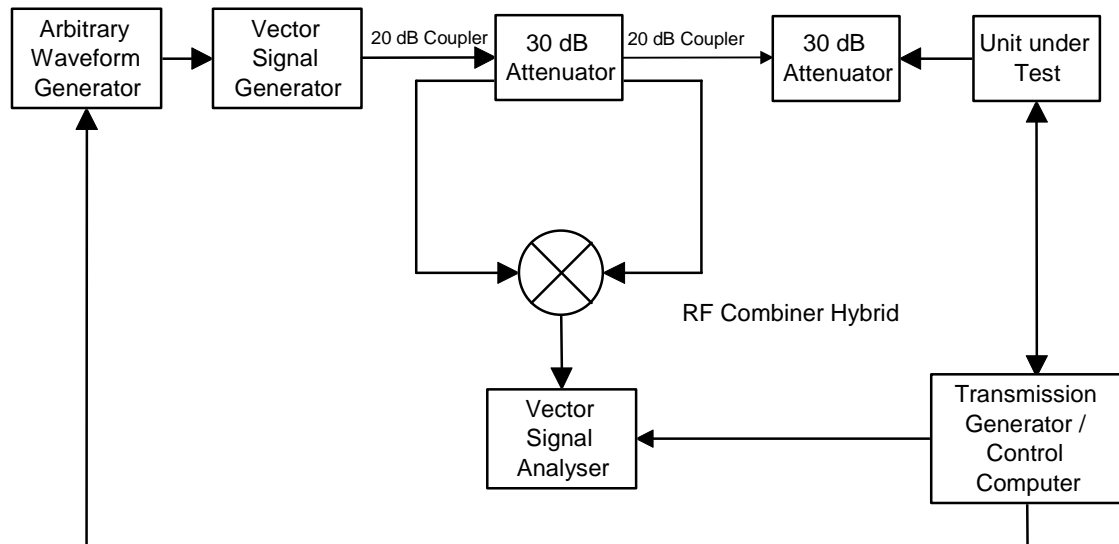 Arbitrary
Waveform
Generator
Vector
Signal
Generator
20 dB Coupler
30 dB
Attenuator
20 dB Coupler
30 dB
Attenuator
Unit under
Test
RF Combiner Hybrid
Vector
Signal
Analyser
Transmission
Generator /
Control
Computer